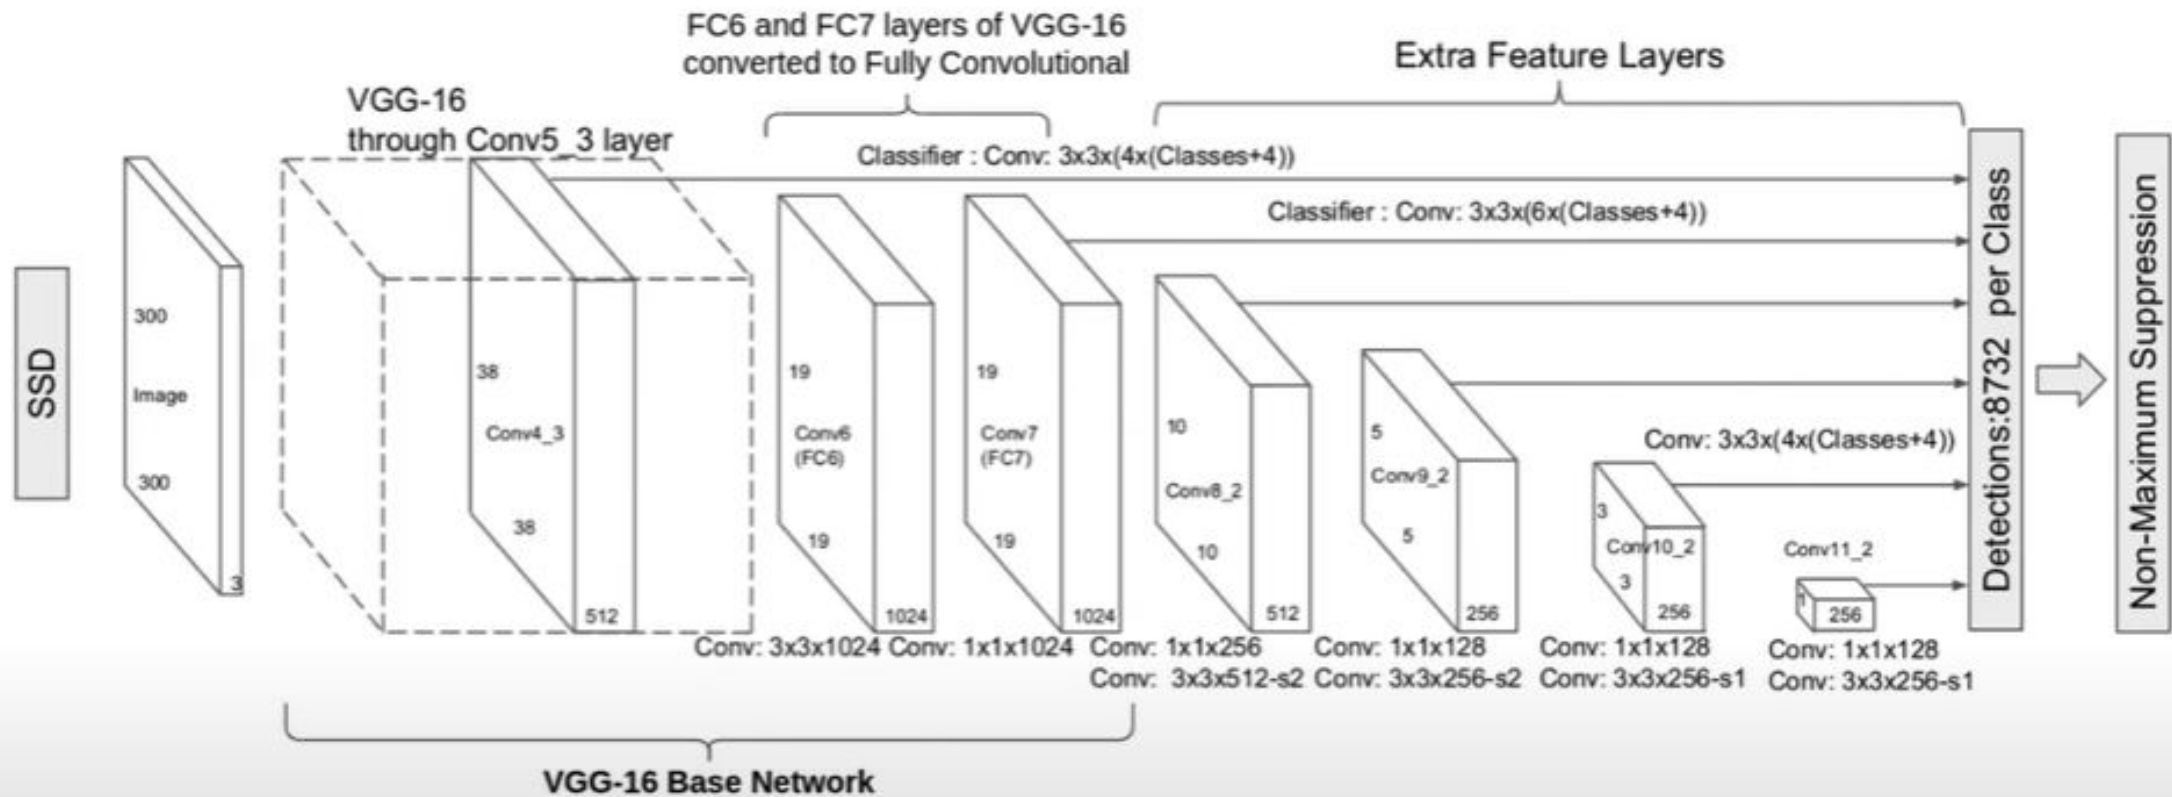 FC6 and FC7 layers of VGG-16
converted to Fully Convolutional
Extra Feature Layers
VGG-16
through Conv5_3 layer
Classifier : Conv: 3x3x(4x(Classes+4))
Classifier : Conv: 3x3x(6x(Classes+4))
SSD
300
Image
300
3
38
Conv4_3
38
512
19
Conv6
(FC6)
19
1024
19
Conv7
(FC7)
19
1024
10
Conv8_2
10
512
5
Conv9_2
5
256
Conv: 3x3x(4x(Classes+4))
3
Conv10_2
3
256
Conv11_2
1
256
Detections:8732 per Class
Non-Maximum Suppression
Conv: 3x3x1024
Conv: 1x1x1024
Conv: 1x1x256
Conv: 3x3x512-s2
Conv: 1x1x128
Conv: 3x3x256-s2
Conv: 1x1x128
Conv: 3x3x256-s1
Conv: 1x1x128
Conv: 3x3x256-s1
VGG-16 Base Network